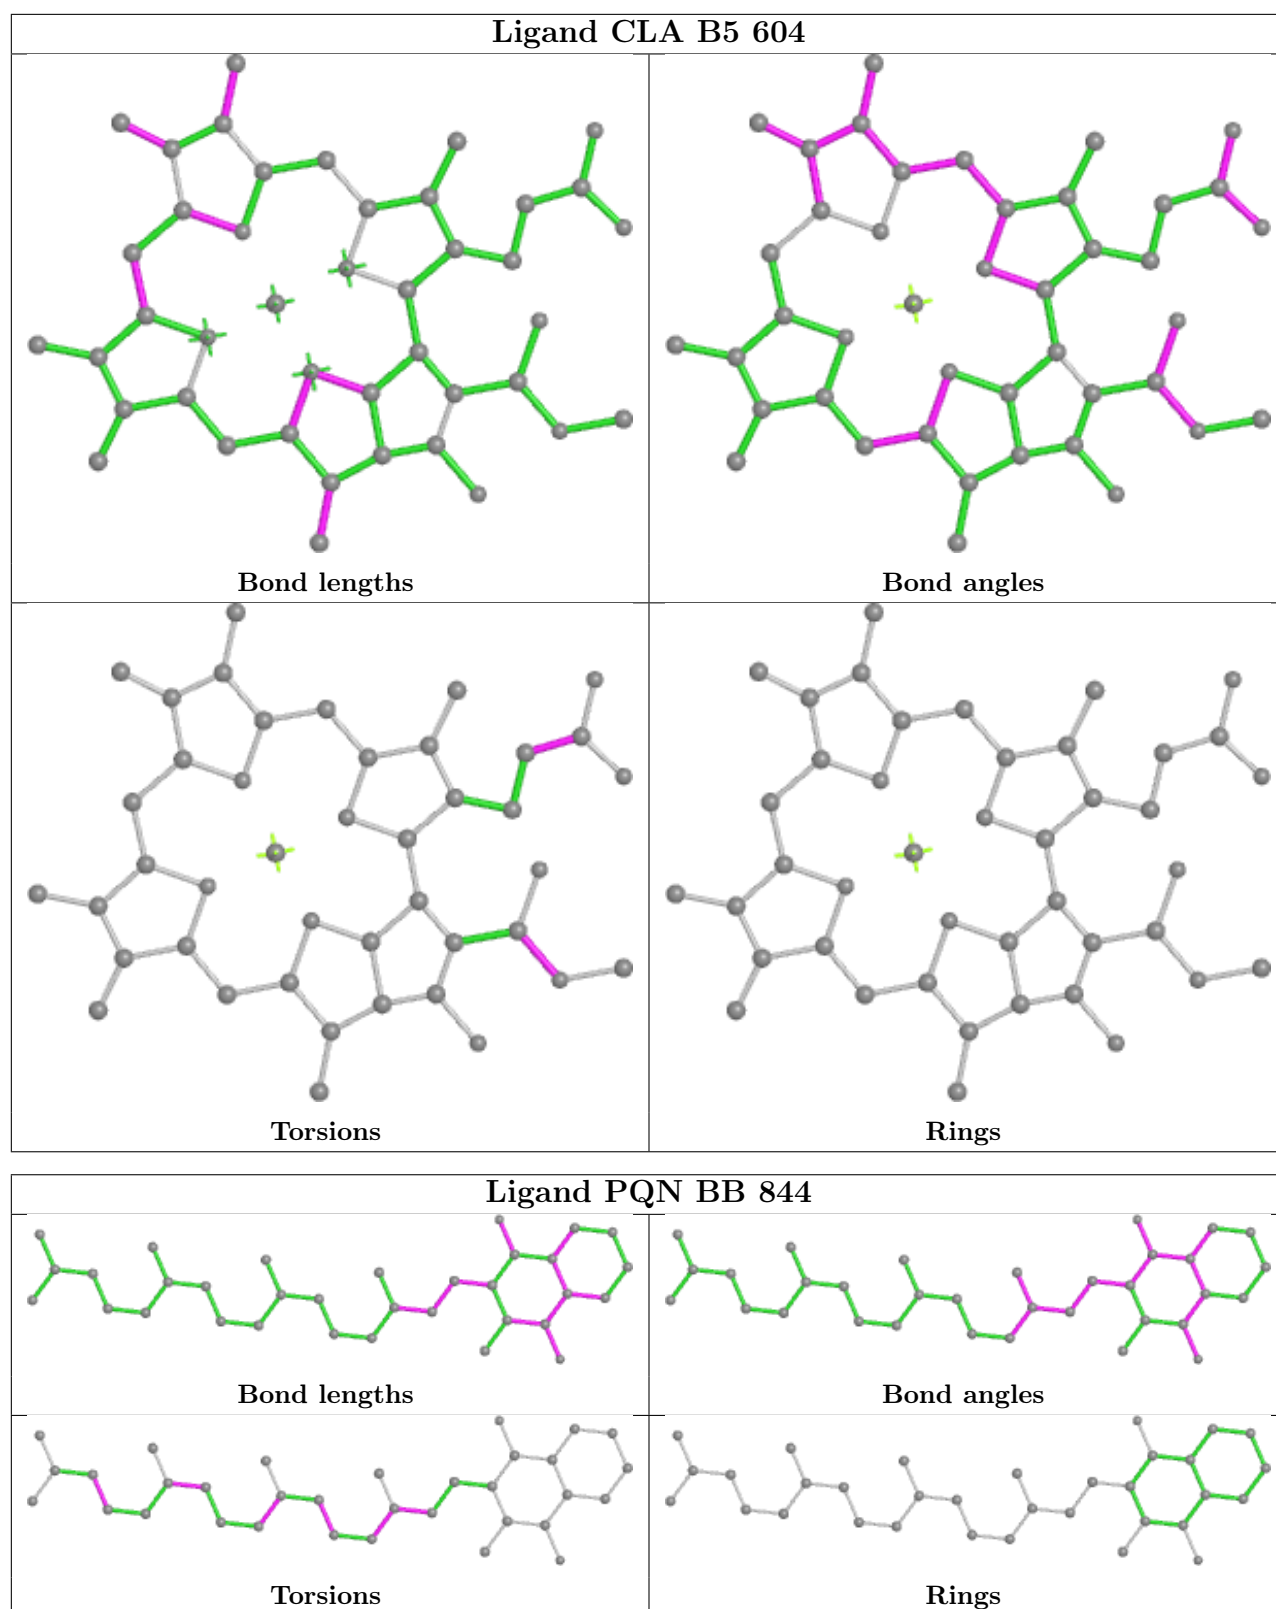 Ligand CLA B5 604
Bond lengths
Bond angles
Torsions
Rings
Ligand PQN BB 844
Bond lengths
Bond angles
Torsions
Rings